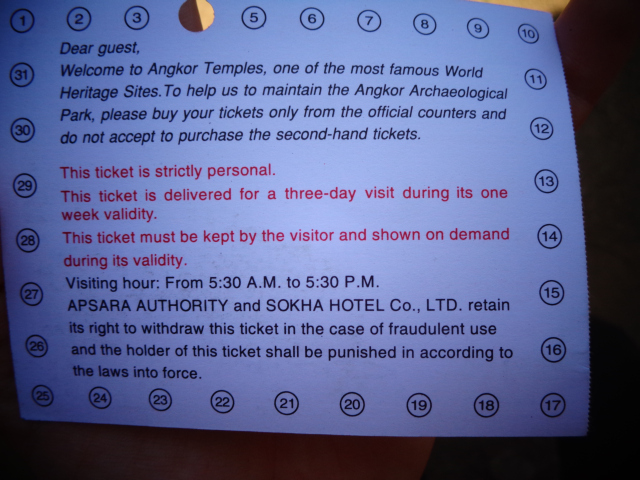 1 2 3 5 6 7 8 9 10
Dear guest,
Welcome to Angkor Temples, one of the most famous World
31 Heritage Sites.To help us to maintain the Angkor Archaeological 11
Park, please buy your tickets only from the official counters and
30 do not accept to purchase the second-hand tickets. 12
This ticket is strictly personal.
29 This ticket is delivered for a three-day visit during its one 13
week validity.
28 This ticket must be kept by the visitor and shown on demand 14
during its validity.
27 Visiting hour: From 5:30 A.M. to 5:30 P.M. 15
APSARA AUTHORITY and SOKHA HOTEL Co., LTD. retain
its right to withdraw this ticket in the case of fraudulent use
26 and the holder of this ticket shall be punished in according to 16
the laws into force.
25 24 23 22 21 20 19 18 17